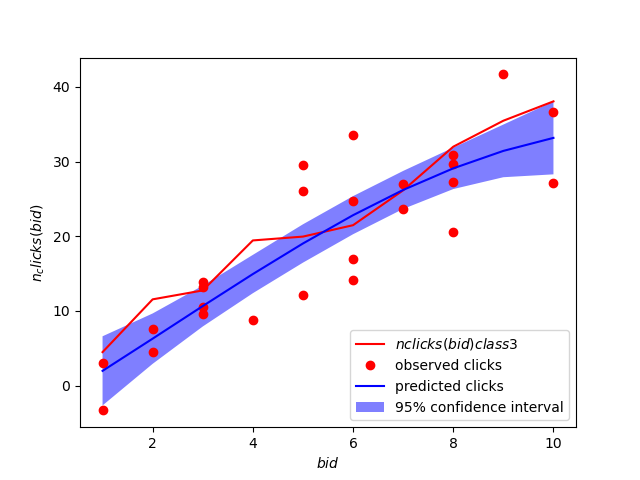 40
30
20
10
0
n_clicks(bid)
2
4
6
8
10
bid
nclicks(bid)class3
observed clicks
predicted clicks
95% confidence interval